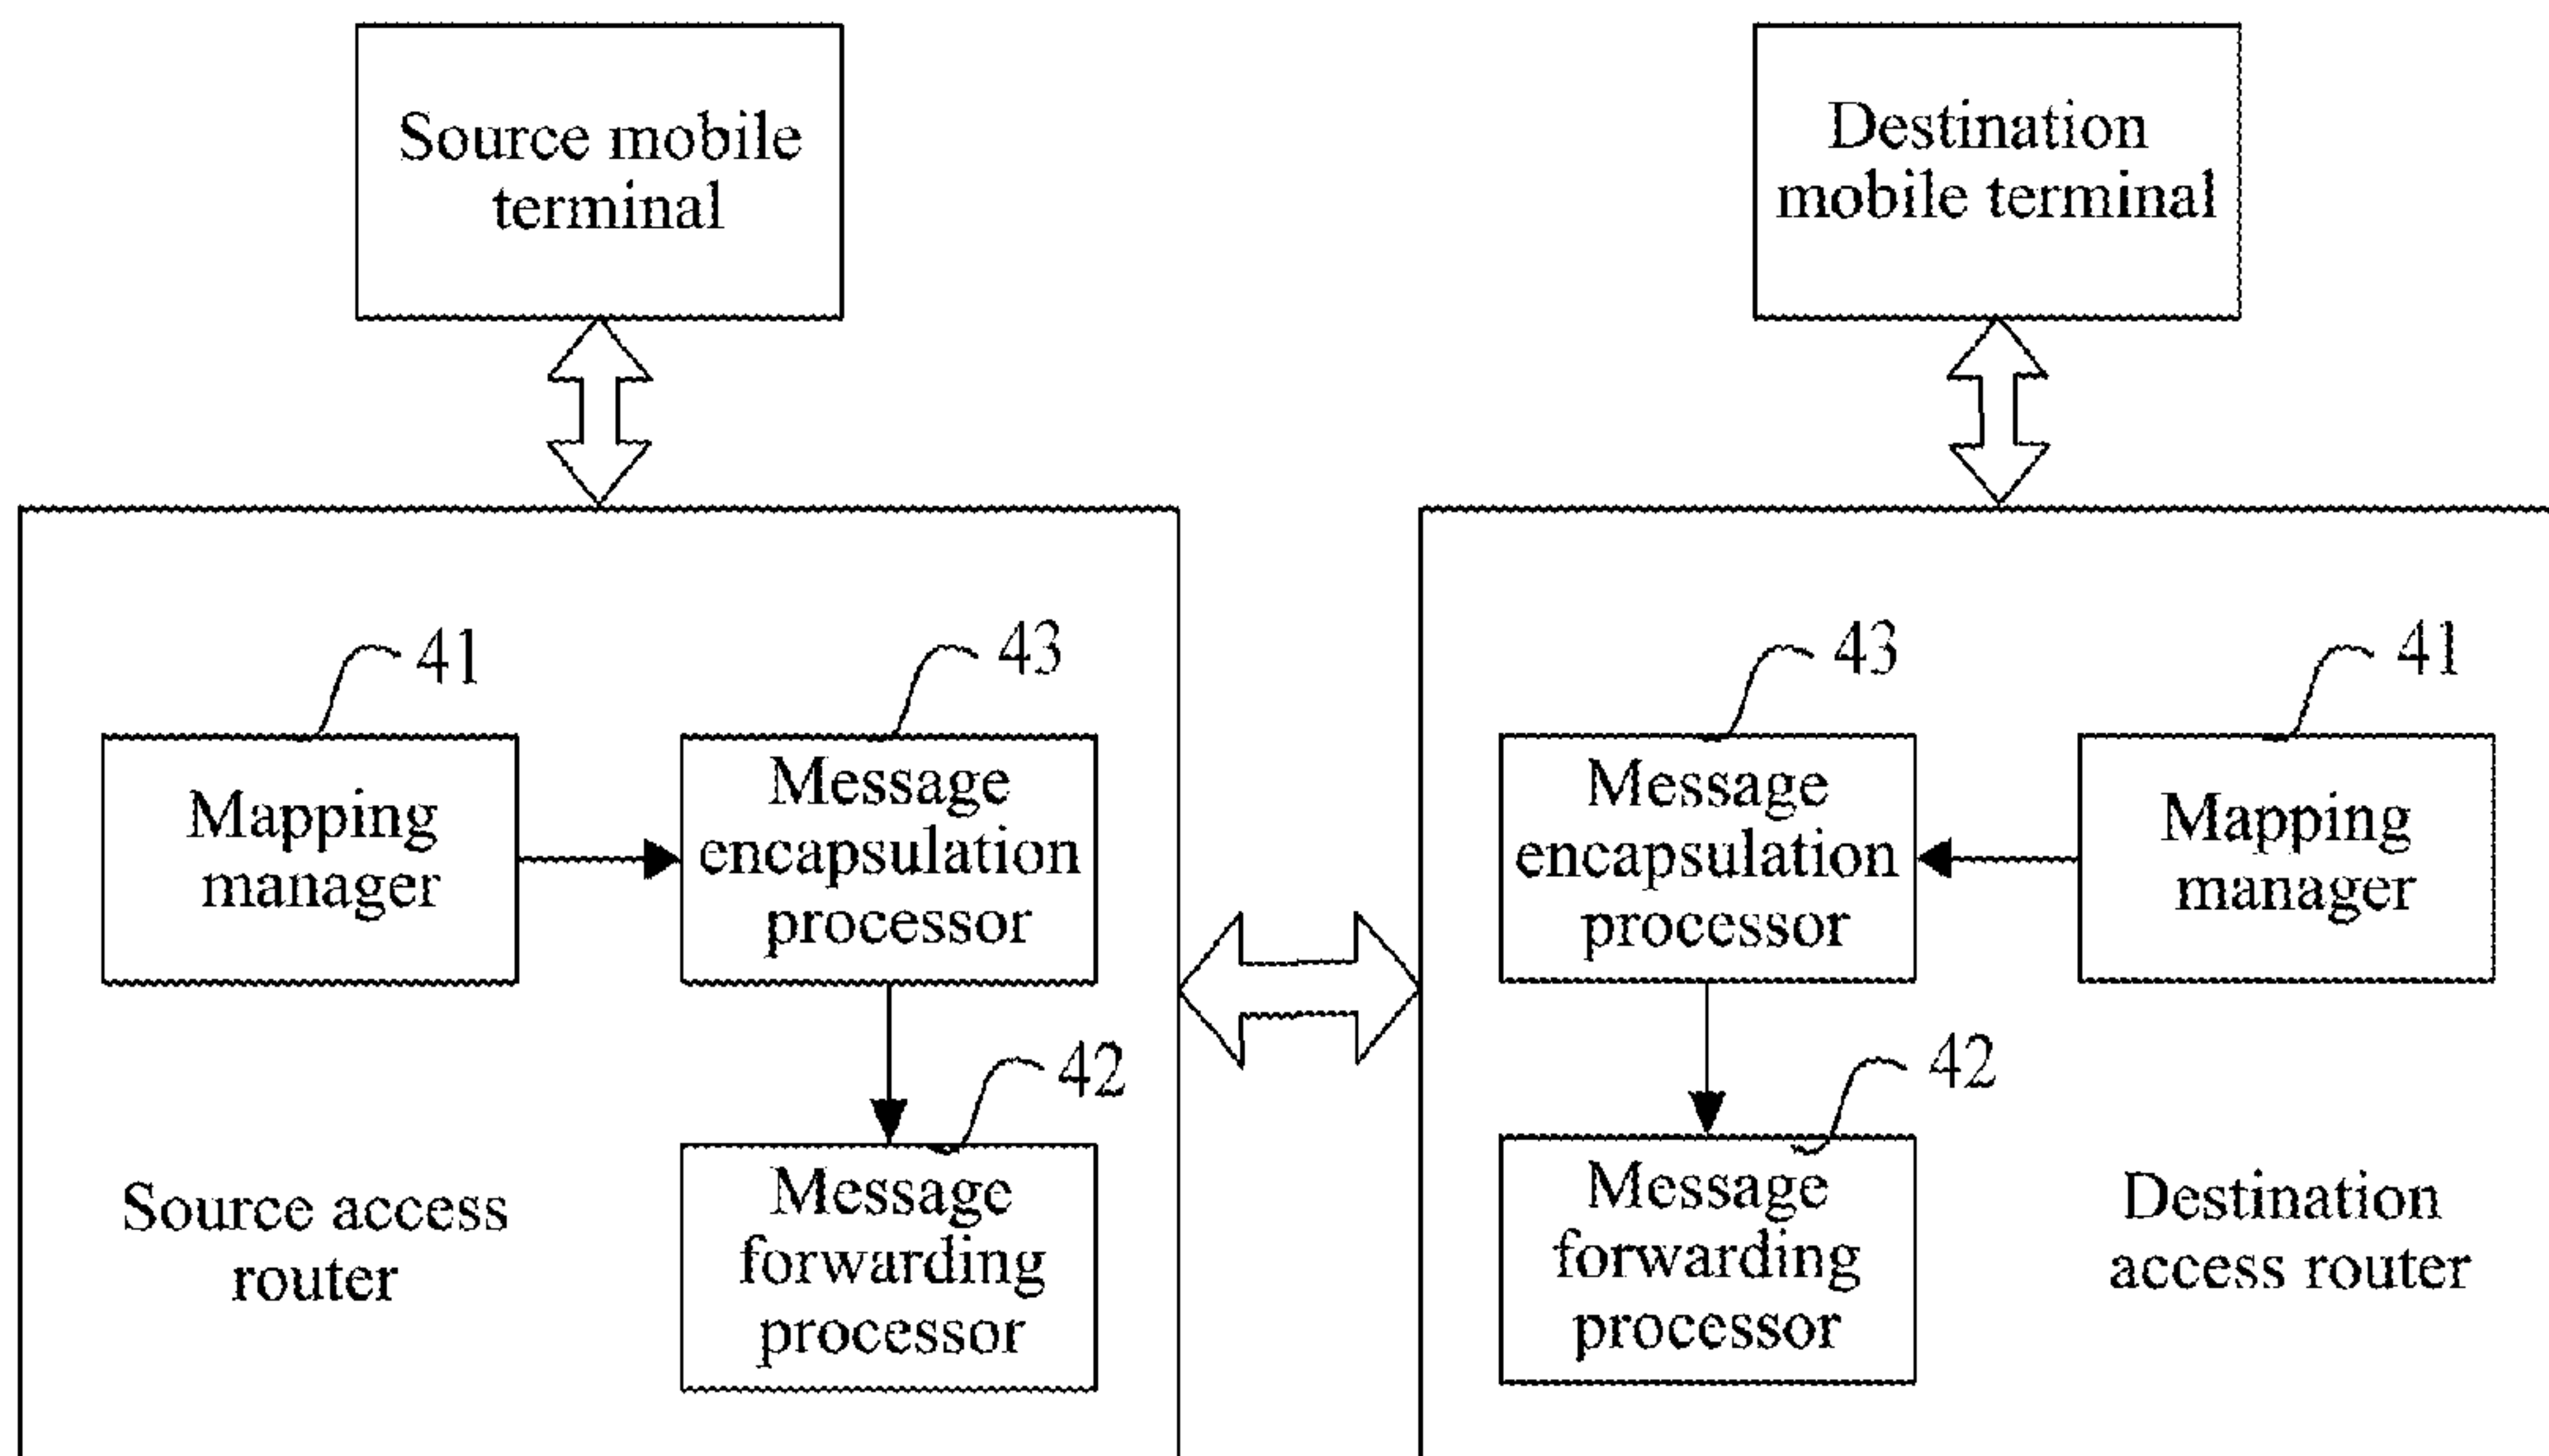 Source mobile
terminal
Destination
mobile terminal
41
43
Mapping
manager
Message
encapsulation
processor
42
Message
forwarding
processor
Source access
router
43
41
Message
encapsulation
processor
Mapping
manager
42
Message
forwarding
processor
Destination
access router